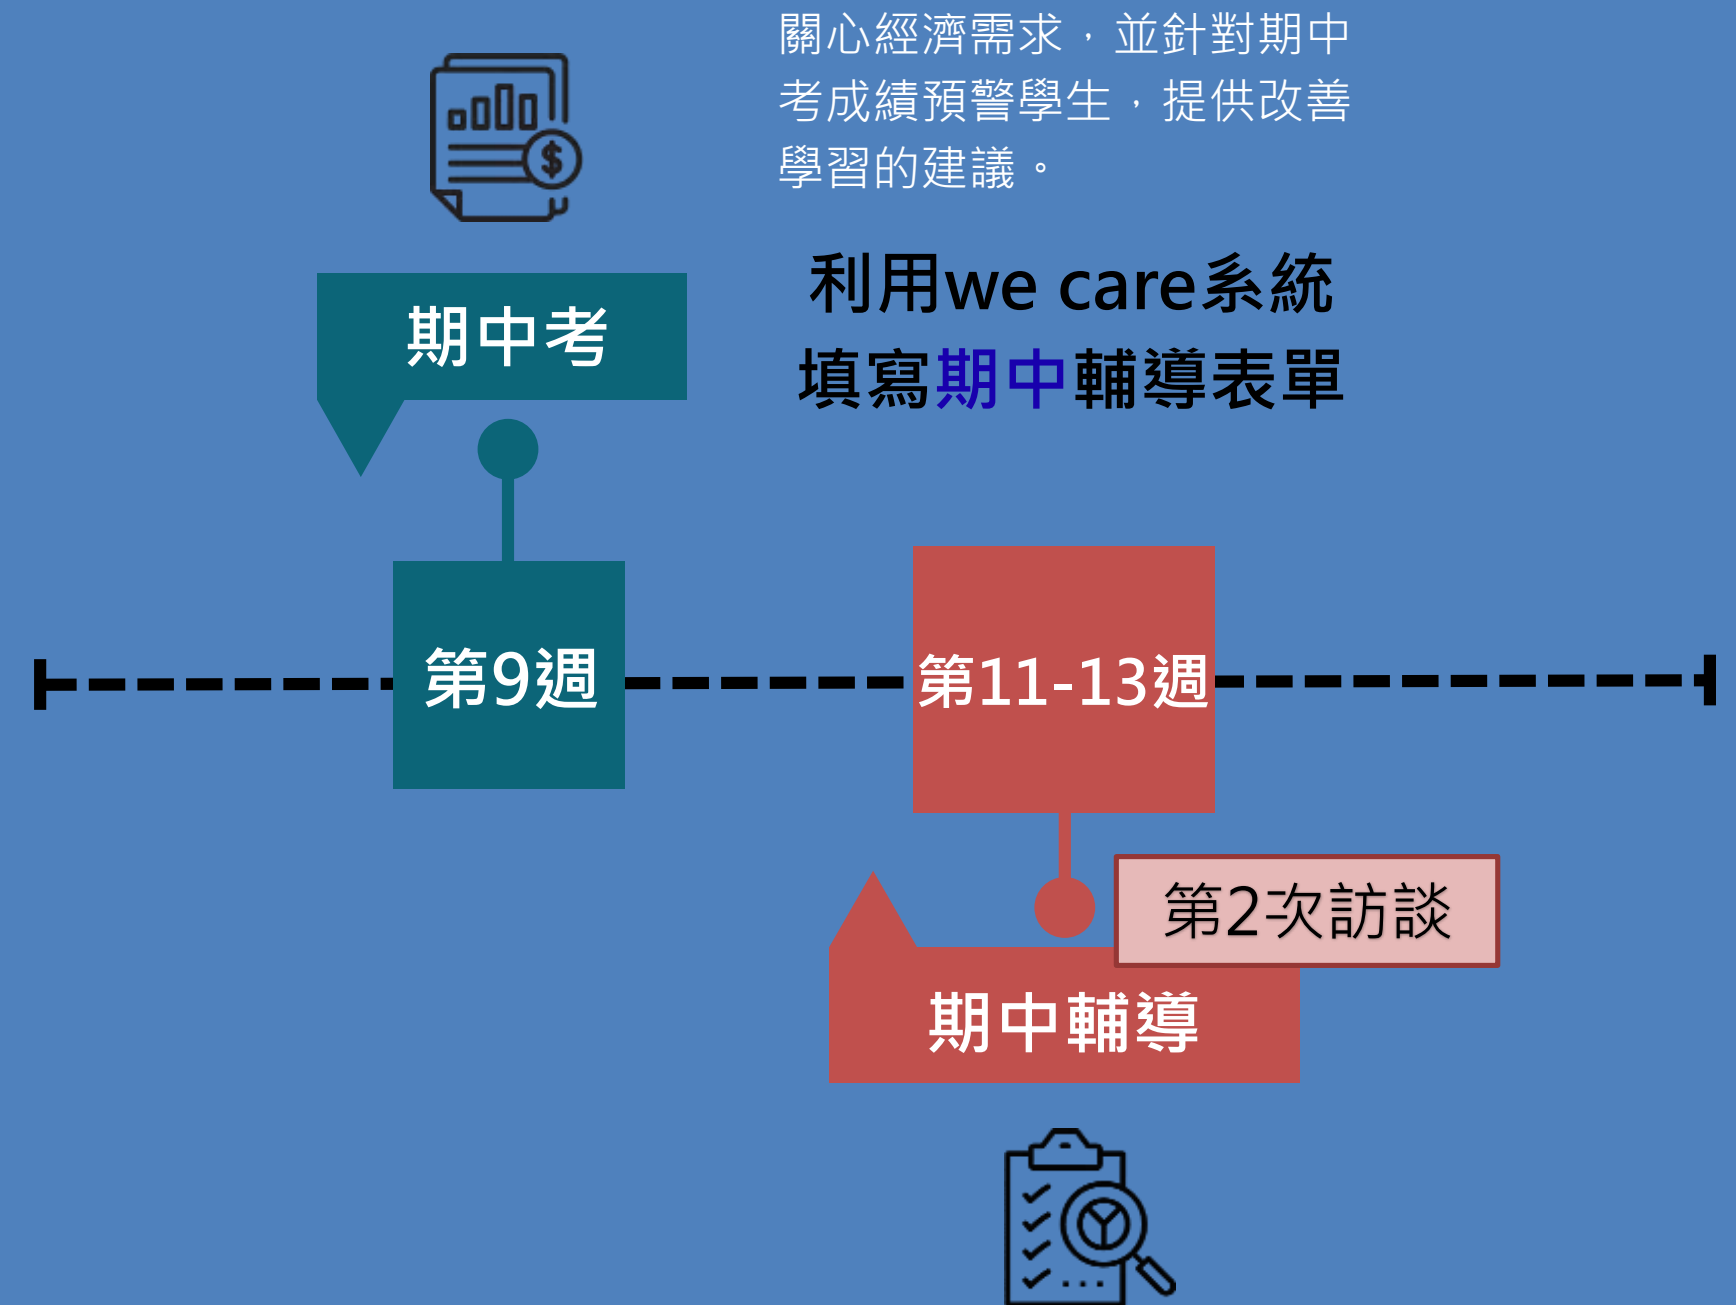 關心經濟需求，並針對期中
考成績預警學生，提供改善
學習的建議。
利用we care系統
填寫期中輔導表單
期中考
第9週
第11-13週
第2次訪談
期中輔導